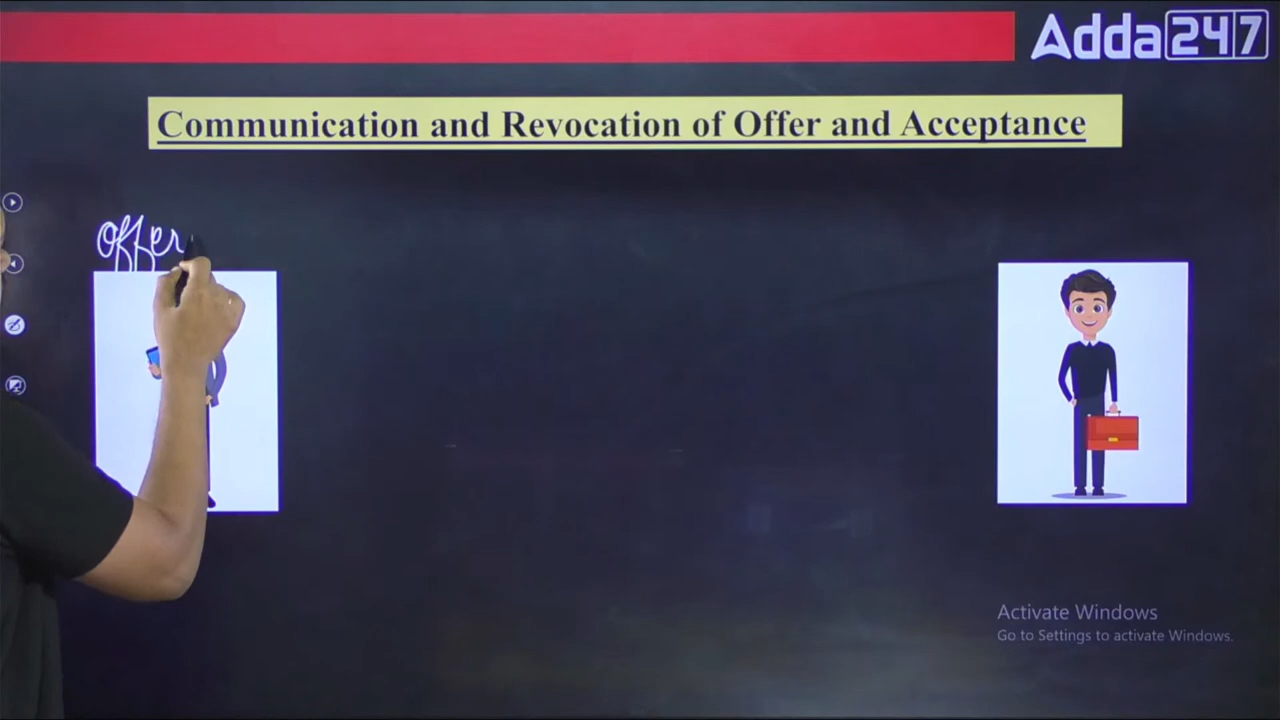 Adda247
Communication and Revocation of Offer and Acceptance
offer
Activate Windows
Go to Settings to activate Windows.